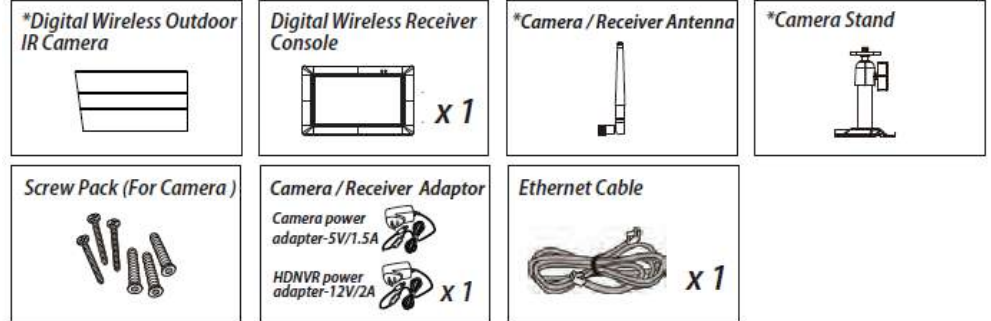 *Digital Wireless Outdoor
IR Camera
Digital Wireless Receiver
Console
x 1
*Camera / Receiver Antenna
*Camera Stand
Screw Pack (For Camera )
Camera / Receiver Adaptor
Camera power
adapter-5V/1.5A
HDNVR power
adapter-12V/2A
x 1
Ethernet Cable
x 1